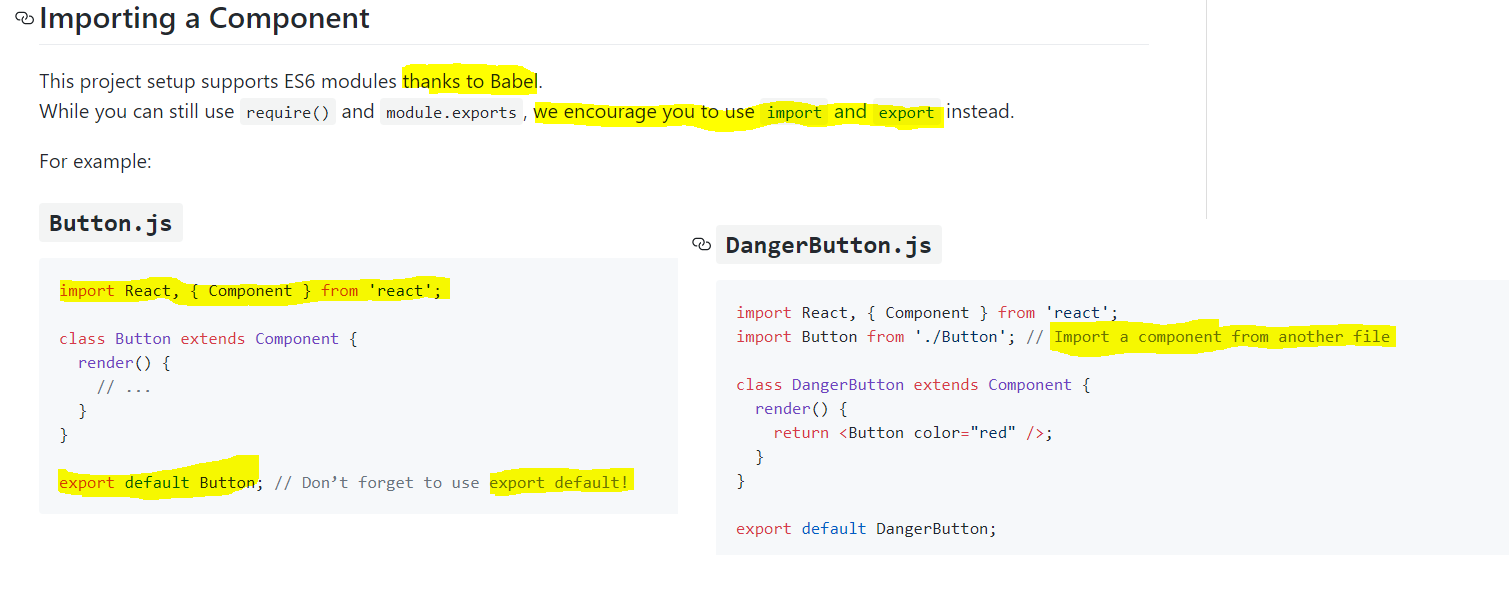 Importing a Component
This project setup supports ES6 modules thanks to Babel.
While you can still use require() and module.exports, we encourage you to use import and export instead.
For example:
Button.js
import React, { Component } from 'react';
class Button extends Component {
render() {
// ...
}
}
export default Button; // Don’t forget to use export default!
DangerButton.js
import React, { Component } from 'react';
import Button from './Button'; // Import a component from another file
class DangerButton extends Component {
render() {
return <Button color="red" />;
}
}
export default DangerButton;